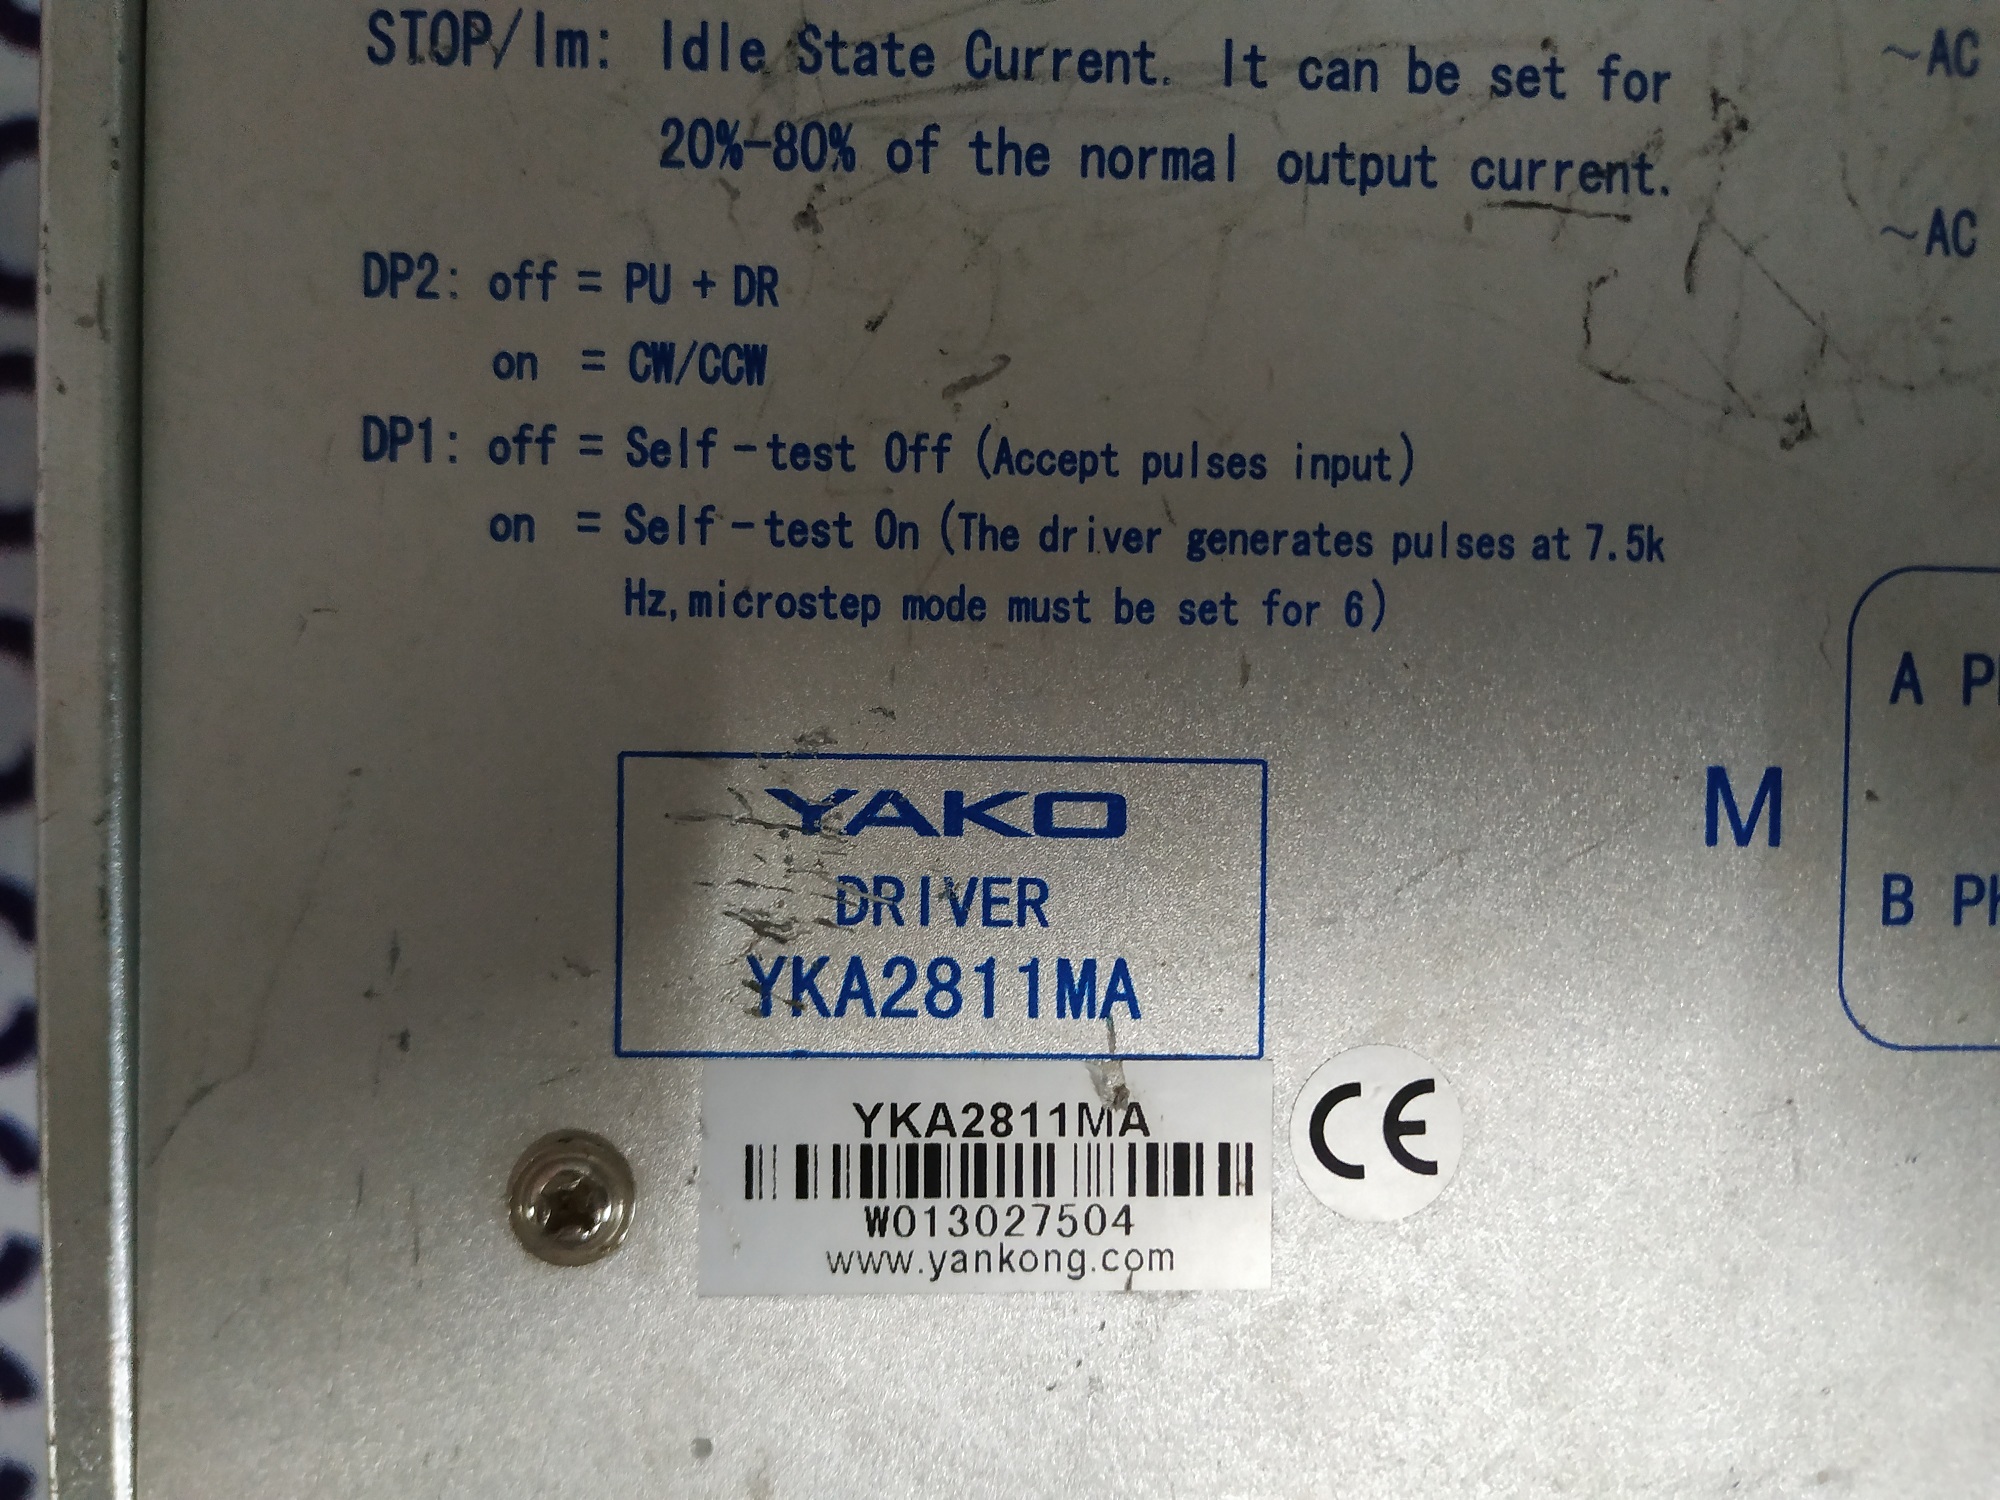 STOP/Im: Idle State Current. It can be set for
20%-80% of the normal output current.
~AC
~AC
DP2: off = PU + DR
on = CW/CCW
DP1: off = Self-test Off (Accept pulses input)
on = Self-test On (The driver generates pulses at 7.5k
Hz, microstep mode must be set for 6)
M
A
B
YAKO
DRIVER
YKA2811MA
YKA2811MA
W013027504
www.yankong.com
CE